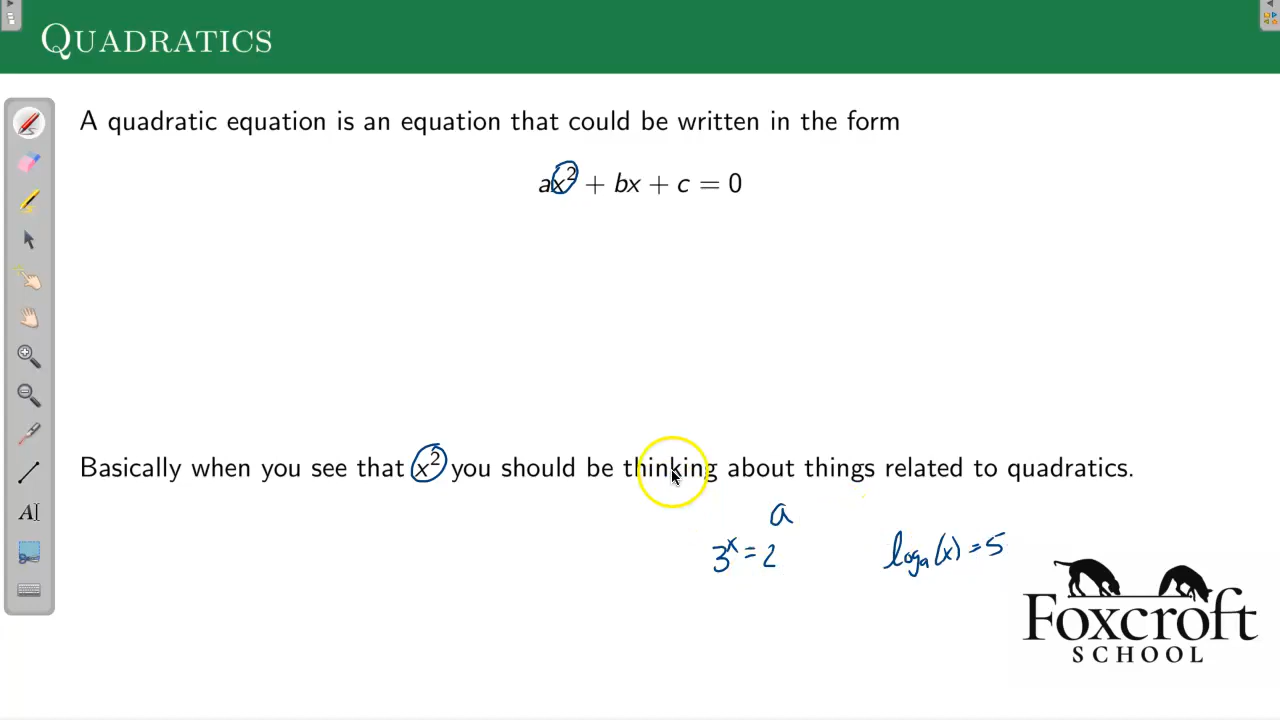 QUADRATICS
A quadratic equation is an equation that could be written in the form
ax² + bx + c = 0
Basically when you see that x² you should be thinking about things related to quadratics.
a
3ˣ = 2 logₐ(x) = 5
Foxcroft
SCHOOL